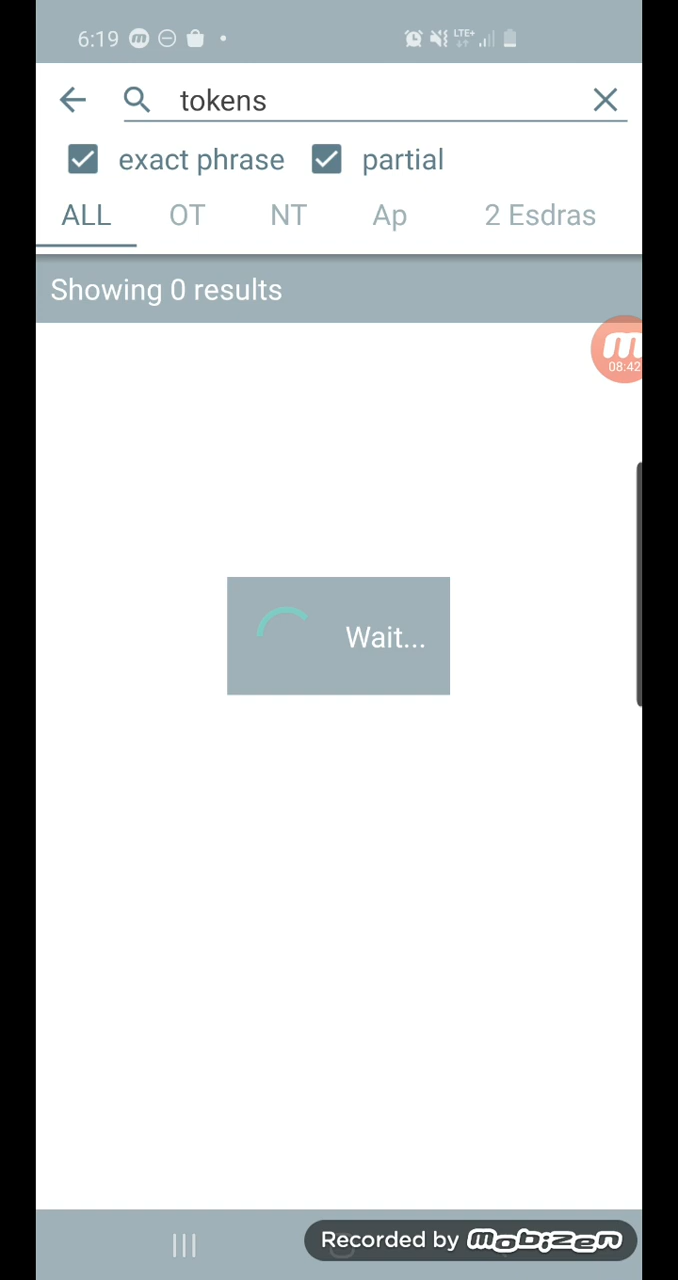 6:19 LTE+
tokens
exact phrase partial
ALL OT NT Ap 2 Esdras
Showing 0 results
08:42
Wait...
Recorded by mobizen